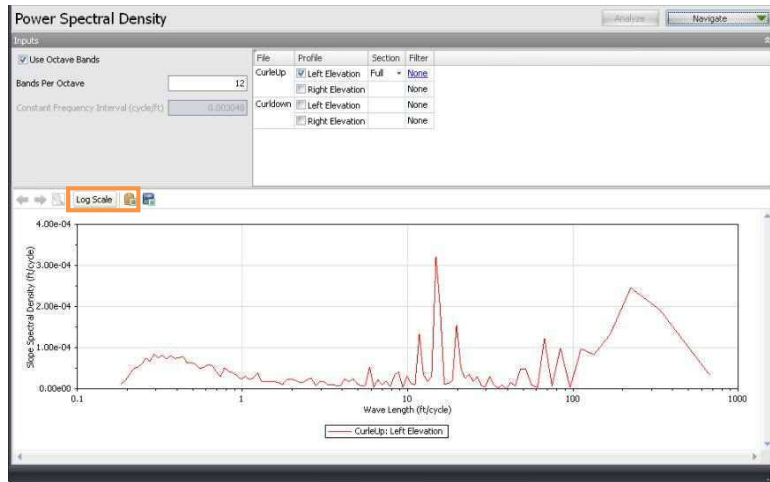 Power Spectral Density
Analyze
Navigate
Inputs
Use Octave Bands
Bands Per Octave 12
Constant Frequency Interval (cycle/ft) 0.003048
File Profile Section Filter
CurleUp Left Elevation Full None
Right Elevation None
Curldown Left Elevation None
Right Elevation None
Log Scale
4.00e-04
3.00e-04
2.00e-04
1.00e-04
0.00e00
Slope Spectral Density (ft/cycle)
0.1 1 10 100 1000
Wave Length (ft/cycle)
CurleUp: Left Elevation